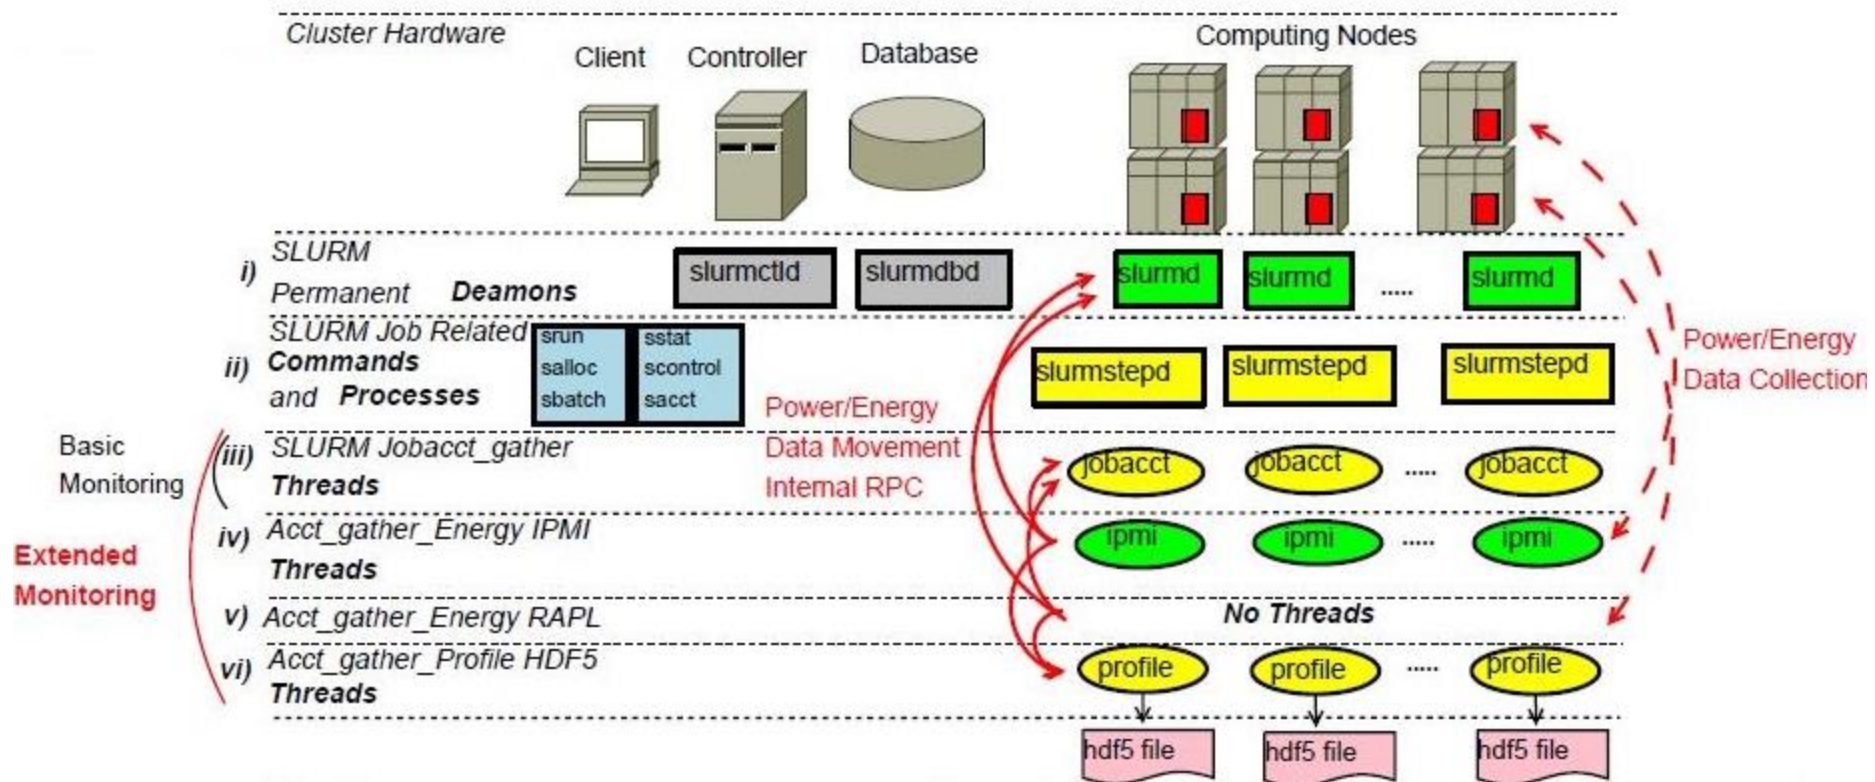 Cluster Hardware
Client
Controller
Database
Computing Nodes
i)
SLURM
Permanent Deamons
slurmctld
slurmdbd
slurmd
slurmd
.....
slurmd
ii)
SLURM Job Related
Commands
and Processes
srun
salloc
sbatch
sstat
scontrol
sacct
slurmstepd
slurmstepd
slurmstepd
Power/Energy
Data Collection
Power/Energy
Data Movement
Internal RPC
Basic
Monitoring
iii)
SLURM Jobacct_gather
Threads
jobacct
jobacct
.....
jobacct
Extended
Monitoring
iv)
Acct_gather_Energy IPMI
Threads
ipmi
ipmi
.....
ipmi
v)
Acct_gather_Energy RAPL
No Threads
vi)
Acct_gather_Profile HDF5
Threads
profile
profile
.....
profile
hdf5 file
hdf5 file
hdf5 file